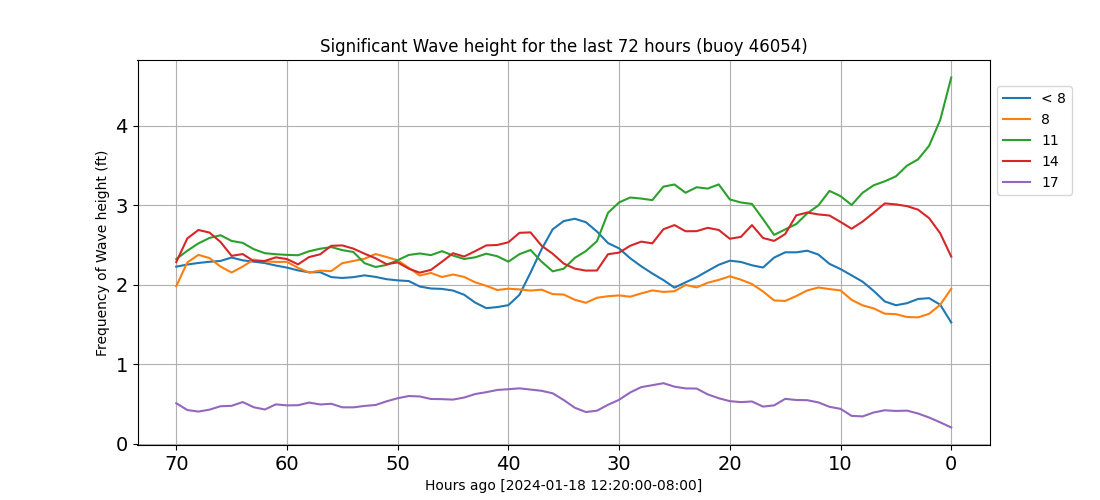 Significant Wave height for the last 72 hours (buoy 46054)
Frequency of Wave height (ft)
4
3
2
1
0
70 60 50 40 30 20 10 0
Hours ago [2024-01-18 12:20:00-08:00]
< 8
8
11
14
17